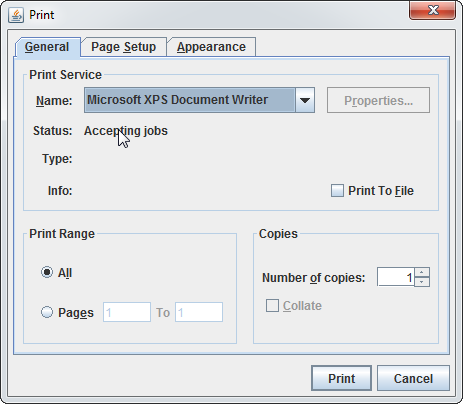 Print
General Page Setup Appearance
Print Service
Name: Microsoft XPS Document Writer Properties...
Status: Accepting jobs
Type:
Info: Print To File
Print Range
All
Pages 1 To 1
Copies
Number of copies: 1
Collate
Print Cancel